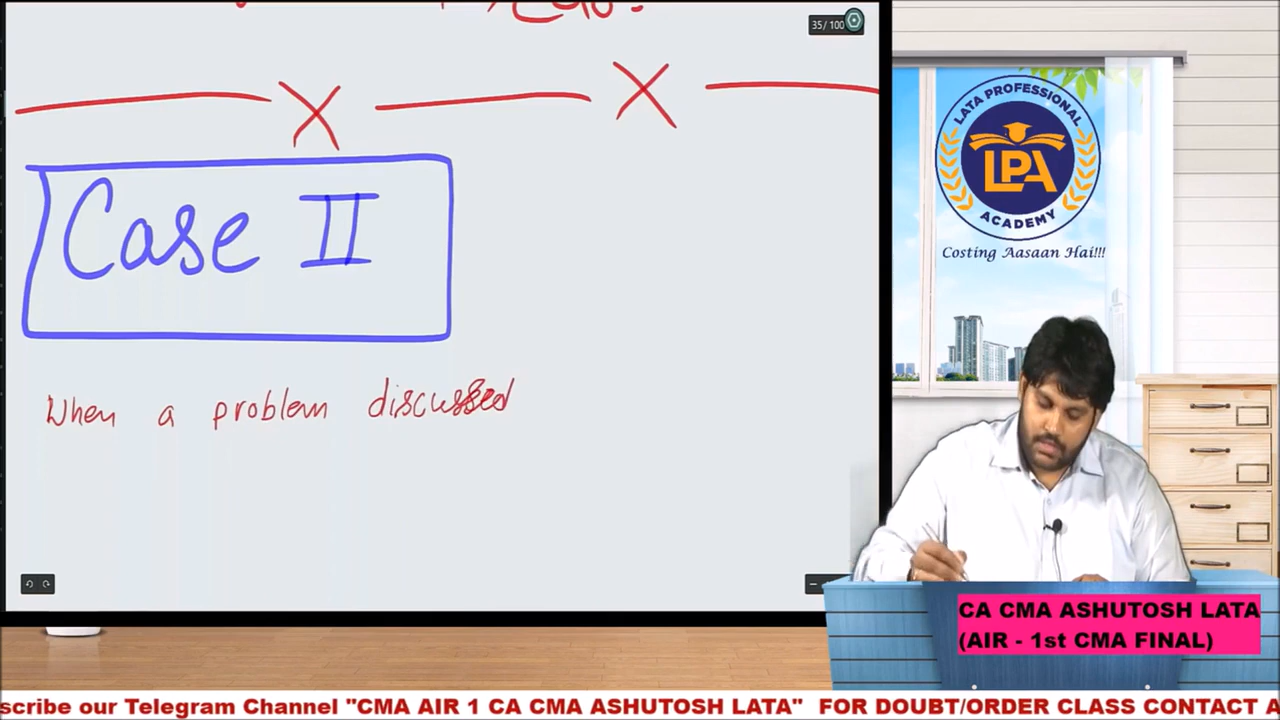 35/100
Case II
When a problem discussed
LATA PROFESSIONAL
LPA
ACADEMY
Costing Aasaan Hai!!!
CA CMA ASHUTOSH LATA
(AIR - 1st CMA FINAL)
scribe our Telegram Channel "CMA AIR 1 CA CMA ASHUTOSH LATA" FOR DOUBT/ORDER CLASS CONTACT A